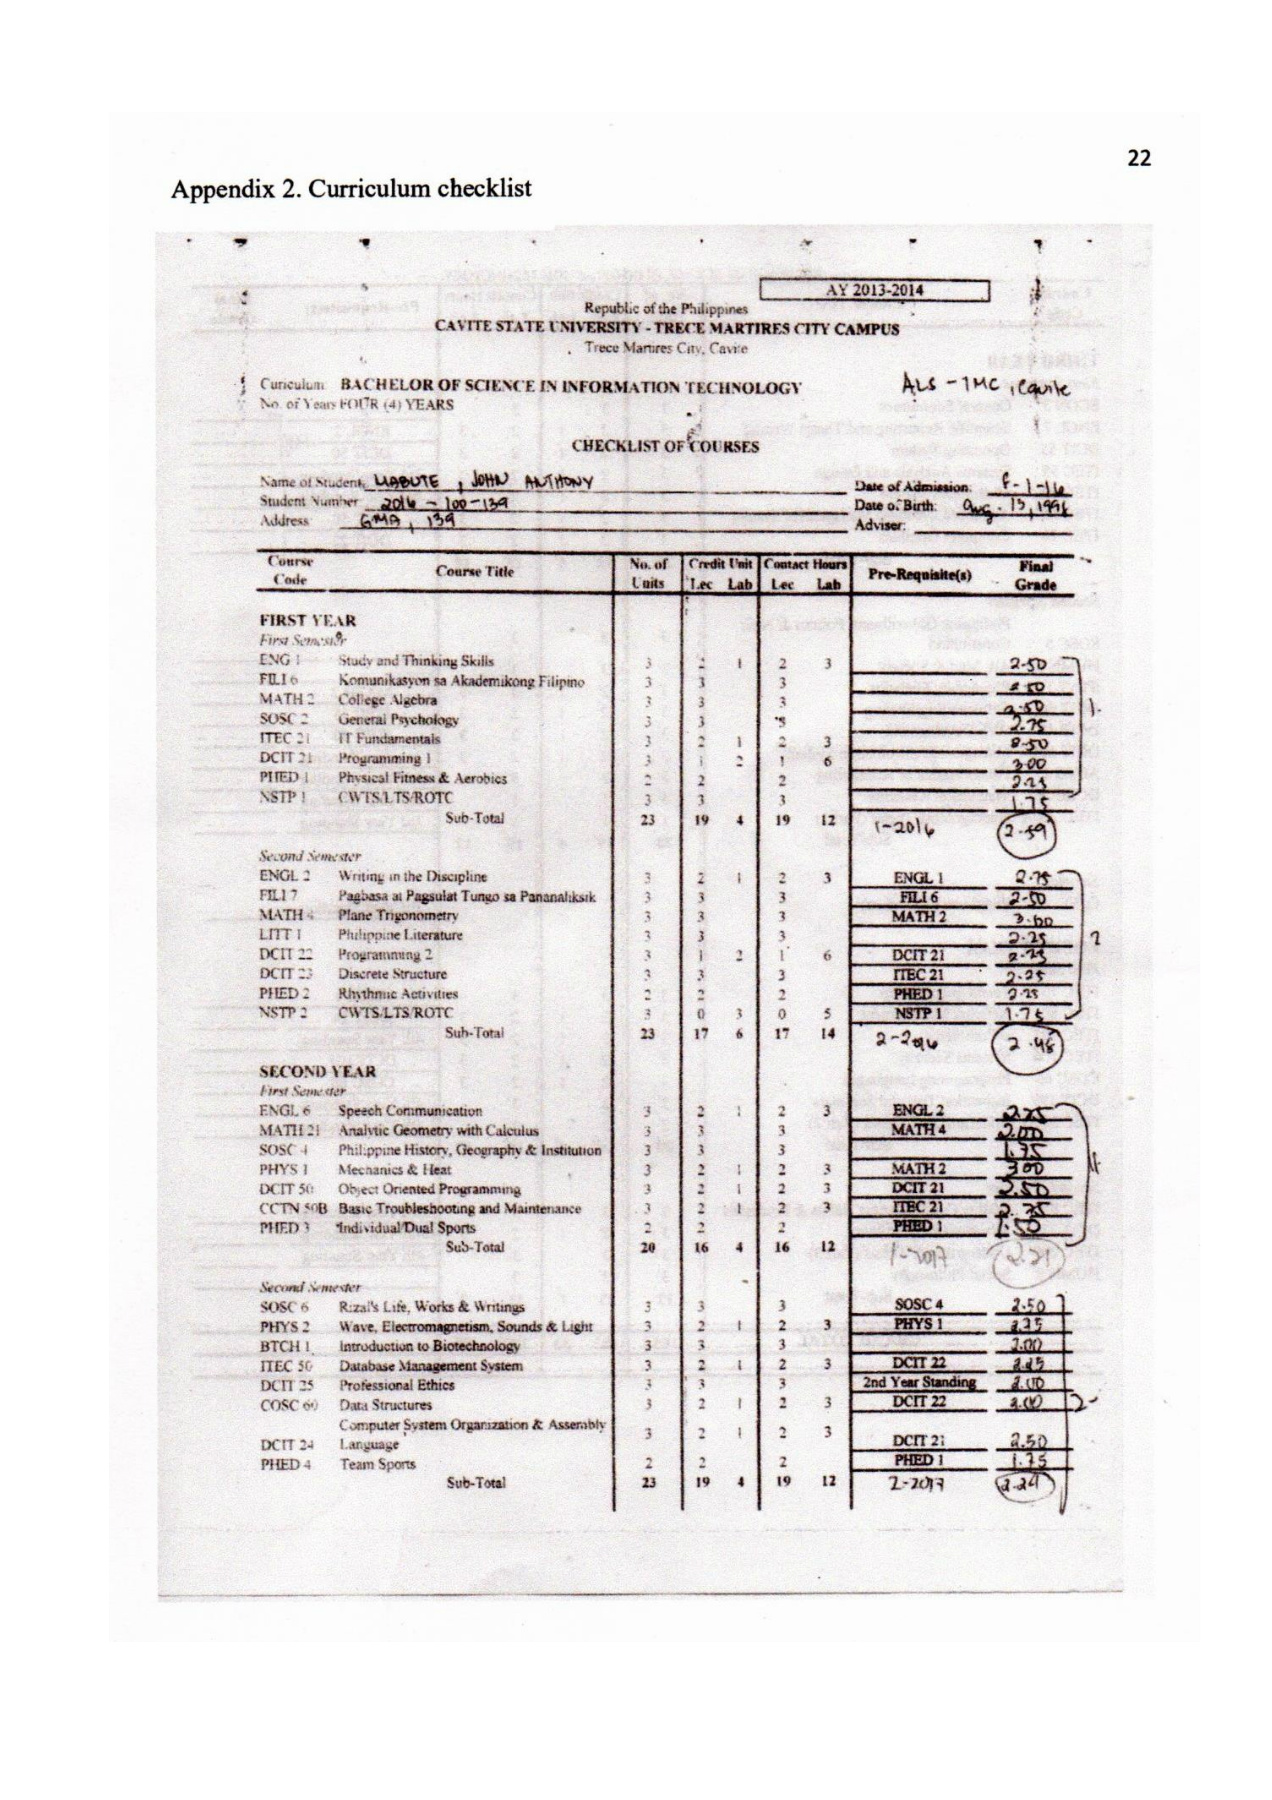 22
Appendix 2. Curriculum checklist
AY 2013-2014
Republic of the Philippines
CAVITE STATE UNIVERSITY - TRECE MARTIRES CITY CAMPUS
Trece Martires City, Cavite
Curiculum: BACHELOR OF SCIENCE IN INFORMATION TECHNOLOGY ALS - TMC
No. of Years FOUR (4) YEARS
CHECKLIST OF COURSES
Name of Student: , JOHN ANTHONY Date of Admission: -1-16
Student Number 2016 - 100 - 139 Date of Birth: Aug. 13,
Address GMA, 139 Adviser:
Course Code Course Title No. of Units Credit Unit Lec Lab Contact Hours Lec Lab Pre-Requisite(s) Final Grade
FIRST YEAR
First Semester
ENG 1 Study and Thinking Skills 3 2 1 2 3 2.50
FILI 6 Komunikasyon sa Akademikong Filipino 3 3 3
MATH 2 College Algebra 3 3 3 2.50
SOSC 2 General Psychology 3 3 3 2.75
ITEC 21 IT Fundamentals 3 2 1 2 3 2.50
DCIT 21 Programming 1 3 1 2 1 6 3.00
PHED 1 Physical Fitness & Aerobics 2 2 2 2.25
NSTP 1 CWTS/LTS/ROTC 3 3 3 1.75
Sub-Total 23 19 4 19 12 1-2016 2.59
Second Semester
ENGL 2 Writing in the Discipline 3 2 1 2 3 ENGL 1 2.75
FILI 7 Pagbasa at Pagsulat Tungo sa Pananaliksik 3 3 3 FILI 6 2.50
MATH 4 Plane Trigonometry 3 3 3 MATH 2 3.00
LITT 1 Philippine Literature 3 3 3 2.25
DCIT 22 Programming 2 3 1 2 1 6 DCIT 21 2.75
DCIT 23 Discrete Structure 3 3 3 ITEC 21 2.25
PHED 2 Rhythmic Activities 2 2 2 PHED 1 2.25
NSTP 2 CWTS/LTS/ROTC 3 0 3 0 5 NSTP 1 1.75
Sub-Total 23 17 6 17 14 2-2016 2.48
SECOND YEAR
First Semester
ENGL 6 Speech Communication 3 2 1 2 3 ENGL 2 2.25
MATH 21 Analytic Geometry with Calculus 3 3 3 MATH 4 2.00
SOSC 4 Philippine History, Geography & Institution 3 3 3 1.75
PHYS 1 Mechanics & Heat 3 2 1 2 3 MATH 2 3.00
DCIT 50 Object Oriented Programming 3 2 1 2 3 DCIT 21 2.50
CCTN 50B Basic Troubleshooting and Maintenance 3 2 1 2 3 ITEC 21 2.25
PHED 3 Individual/Dual Sports 2 2 2 PHED 1 1.50
Sub-Total 20 16 4 16 12 1-2017 2.21
Second Semester
SOSC 6 Rizal's Life, Works & Writings 3 3 3 SOSC 4 2.50
PHYS 2 Wave, Electromagnetism, Sounds & Light 3 2 1 2 3 PHYS 1
BTCH 1 Introduction to Biotechnology 3 3 3 2.00
ITEC 50 Database Management System 3 2 1 2 3 DCIT 22 2.25
DCIT 25 Professional Ethics 3 3 3 2nd Year Standing 2.00
COSC 60 Data Structures 3 2 1 2 3 DCIT 22 2.00
Computer System Organization & Assembly
DCIT 24 Language 3 2 1 2 3 DCIT 21 2.50
PHED 4 Team Sports 2 2 2 PHED 1 1.75
Sub-Total 23 19 4 19 12 2-2017 2.24